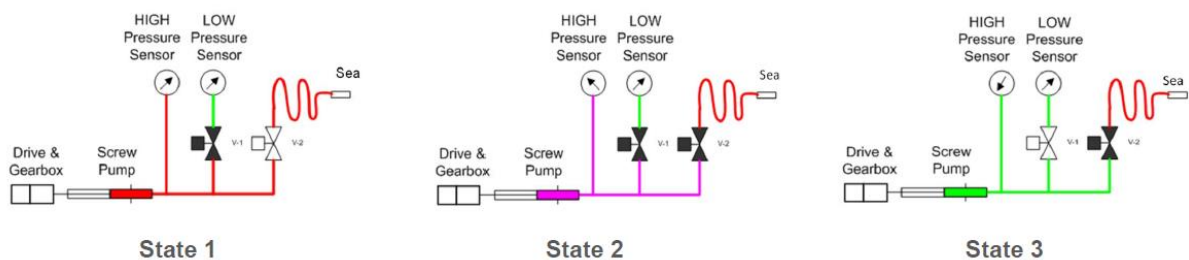 HIGH
Pressure
Sensor
LOW
Pressure
Sensor
Sea
V-1
V-2
Drive &
Gearbox
Screw
Pump
State 1
HIGH
Pressure
Sensor
LOW
Pressure
Sensor
Sea
V-1
V-2
Drive &
Gearbox
Screw
Pump
State 2
HIGH
Pressure
Sensor
LOW
Pressure
Sensor
Sea
V-1
V-2
Drive &
Gearbox
Screw
Pump
State 3